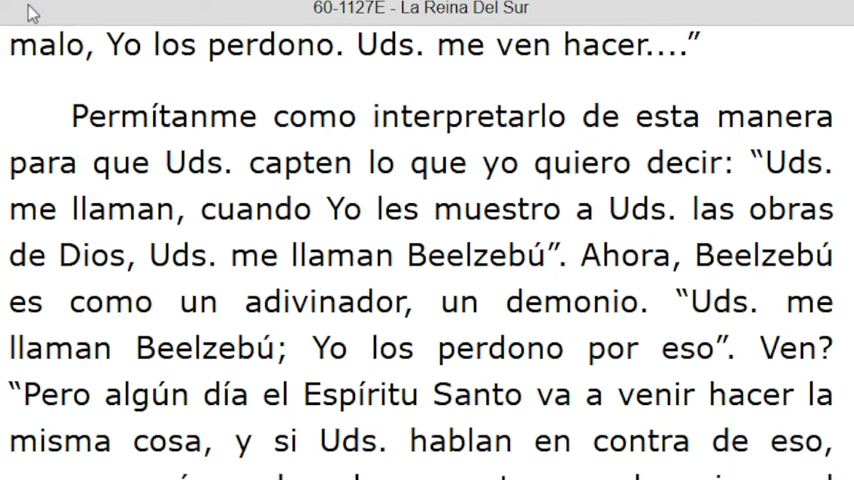 60-1127E - La Reina Del Sur
malo, Yo los perdono. Uds. me ven hacer....”
Permítanme como interpretarlo de esta manera
para que Uds. capten lo que yo quiero decir: “Uds.
me llaman, cuando Yo les muestro a Uds. las obras
de Dios, Uds. me llaman Beelzebú”. Ahora, Beelzebú
es como un adivinador, un demonio. “Uds. me
llaman Beelzebú; Yo los perdono por eso”. Ven?
“Pero algún día el Espíritu Santo va a venir hacer la
misma cosa, y si Uds. hablan en contra de eso,